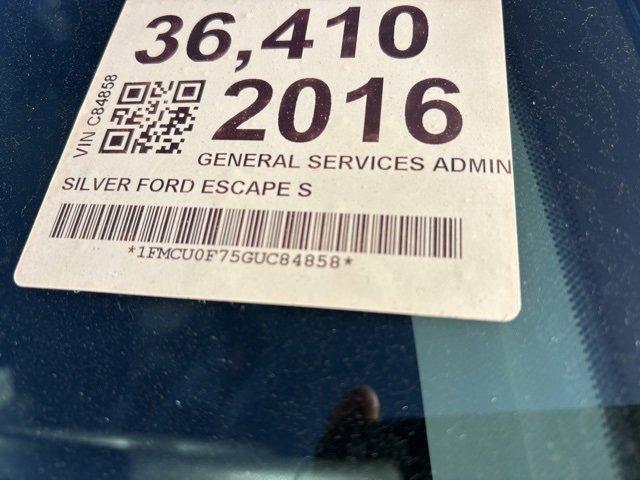 36,410
2016
VIN C84858
GENERAL SERVICES ADMIN
SILVER FORD ESCAPE S
*1FMCU0F75GUC84858*